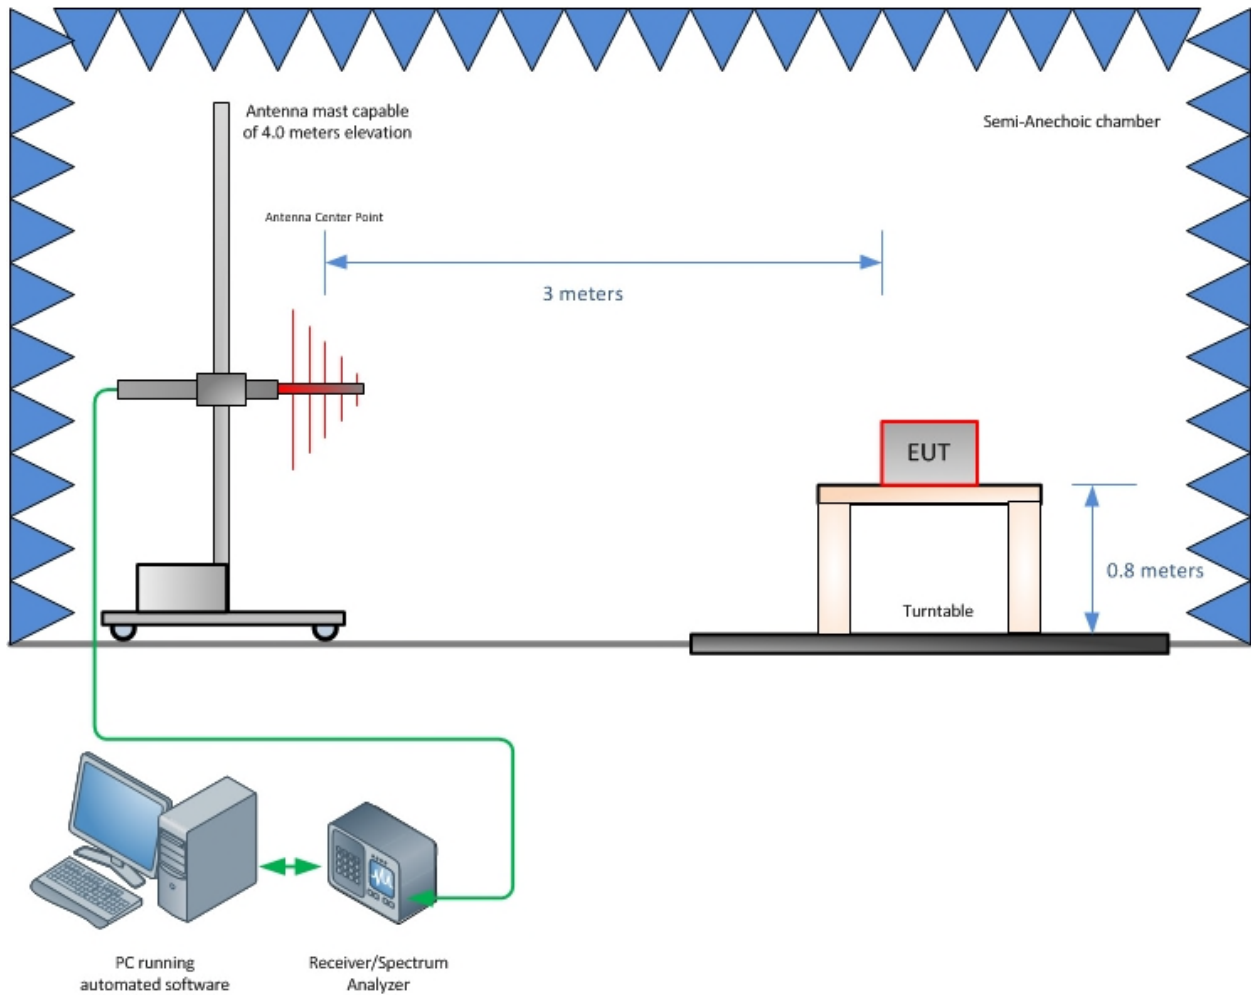 Antenna mast capable
of 4.0 meters elevation
Semi-Anechoic chamber
Antenna Center Point
3 meters
EUT
0.8 meters
Turntable
PC running
automated software
Receiver/Spectrum
Analyzer